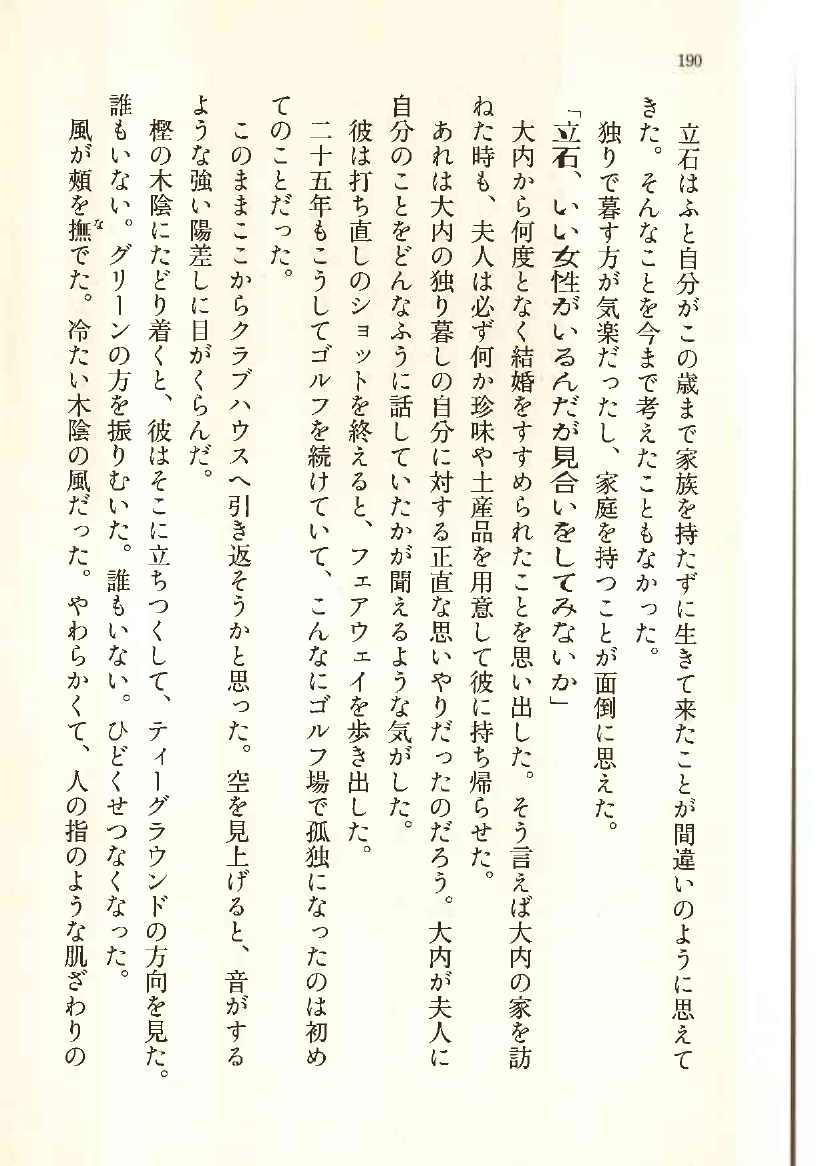 190
立石はふと自分がこの歳まで家族を持たずに生きて来たことが間違いのように思えて
きた。そんなことを今まで考えたこともなかった。
独りで暮す方が気楽だったし、家庭を持つことが面倒に思えた。
「立石、いい女性がいるんだが見合いをしてみないか」
大内から何度となく結婚をすすめられたことを思い出した。そう言えば大内の家を訪
ねた時も、夫人は必ず何か珍味や土産品を用意して彼に持ち帰らせた。
あれは大内の独り暮しの自分に対する正直な思いやりだったのだろう。大内が夫人に
自分のことをどんなふうに話していたかが聞えるような気がした。
彼は打ち直しのショットを終えると、フェアウェイを歩き出した。
二十五年もこうしてゴルフを続けていて、こんなにゴルフ場で孤独になったのは初め
てのことだった。
このままここからクラブハウスへ引き返そうかと思った。空を見上げると、音がする
ような強い陽差しに目がくらんだ。
樫の木陰にたどり着くと、彼はそこに立ちつくして、ティーグラウンドの方向を見た。
誰もいない。グリーンの方を振りむいた。誰もいない。ひどくせつなくなった。
風が頰を撫でた。冷たい木陰の風だった。やわらかくて、人の指のような肌ざわりの
な